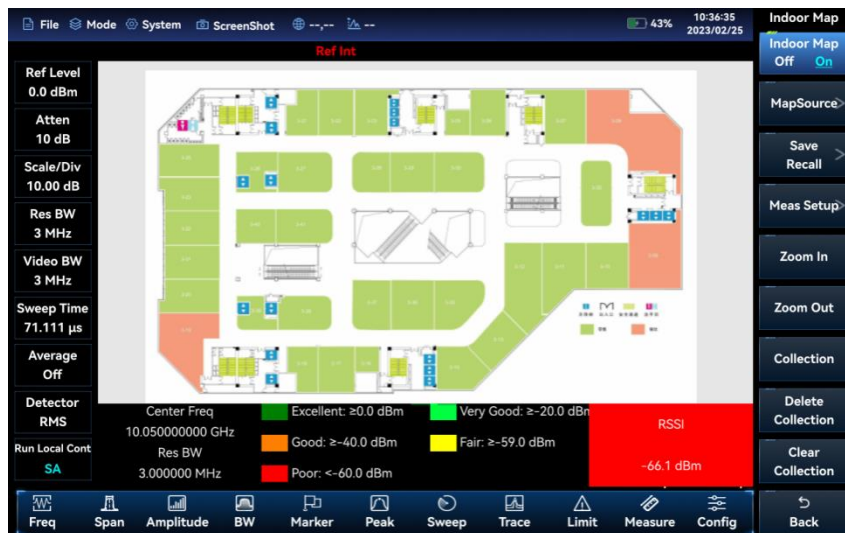 File Mode System ScreenShot --,-- -- 43% 10:36:35 2023/02/25
Indoor Map
Ref Int
Ref Level
0.0 dBm
Atten
10 dB
Scale/Div
10.00 dB
Res BW
3 MHz
Video BW
3 MHz
Sweep Time
71.111 µs
Average
Off
Detector
RMS
Run Local Cont
SA
Center Freq
10.050000000 GHz
Res BW
3.000000 MHz
Excellent: ≥0.0 dBm
Very Good: ≥-20.0 dBm
Good: ≥-40.0 dBm
Fair: ≥-59.0 dBm
Poor: <-60.0 dBm
RSSI
-66.1 dBm
Indoor Map
Off On
MapSource>
Save
Recall >
Meas Setup>
Zoom In
Zoom Out
Collection
Delete
Collection
Clear
Collection
Back
Freq Span Amplitude BW Marker Peak Sweep Trace Limit Measure Config